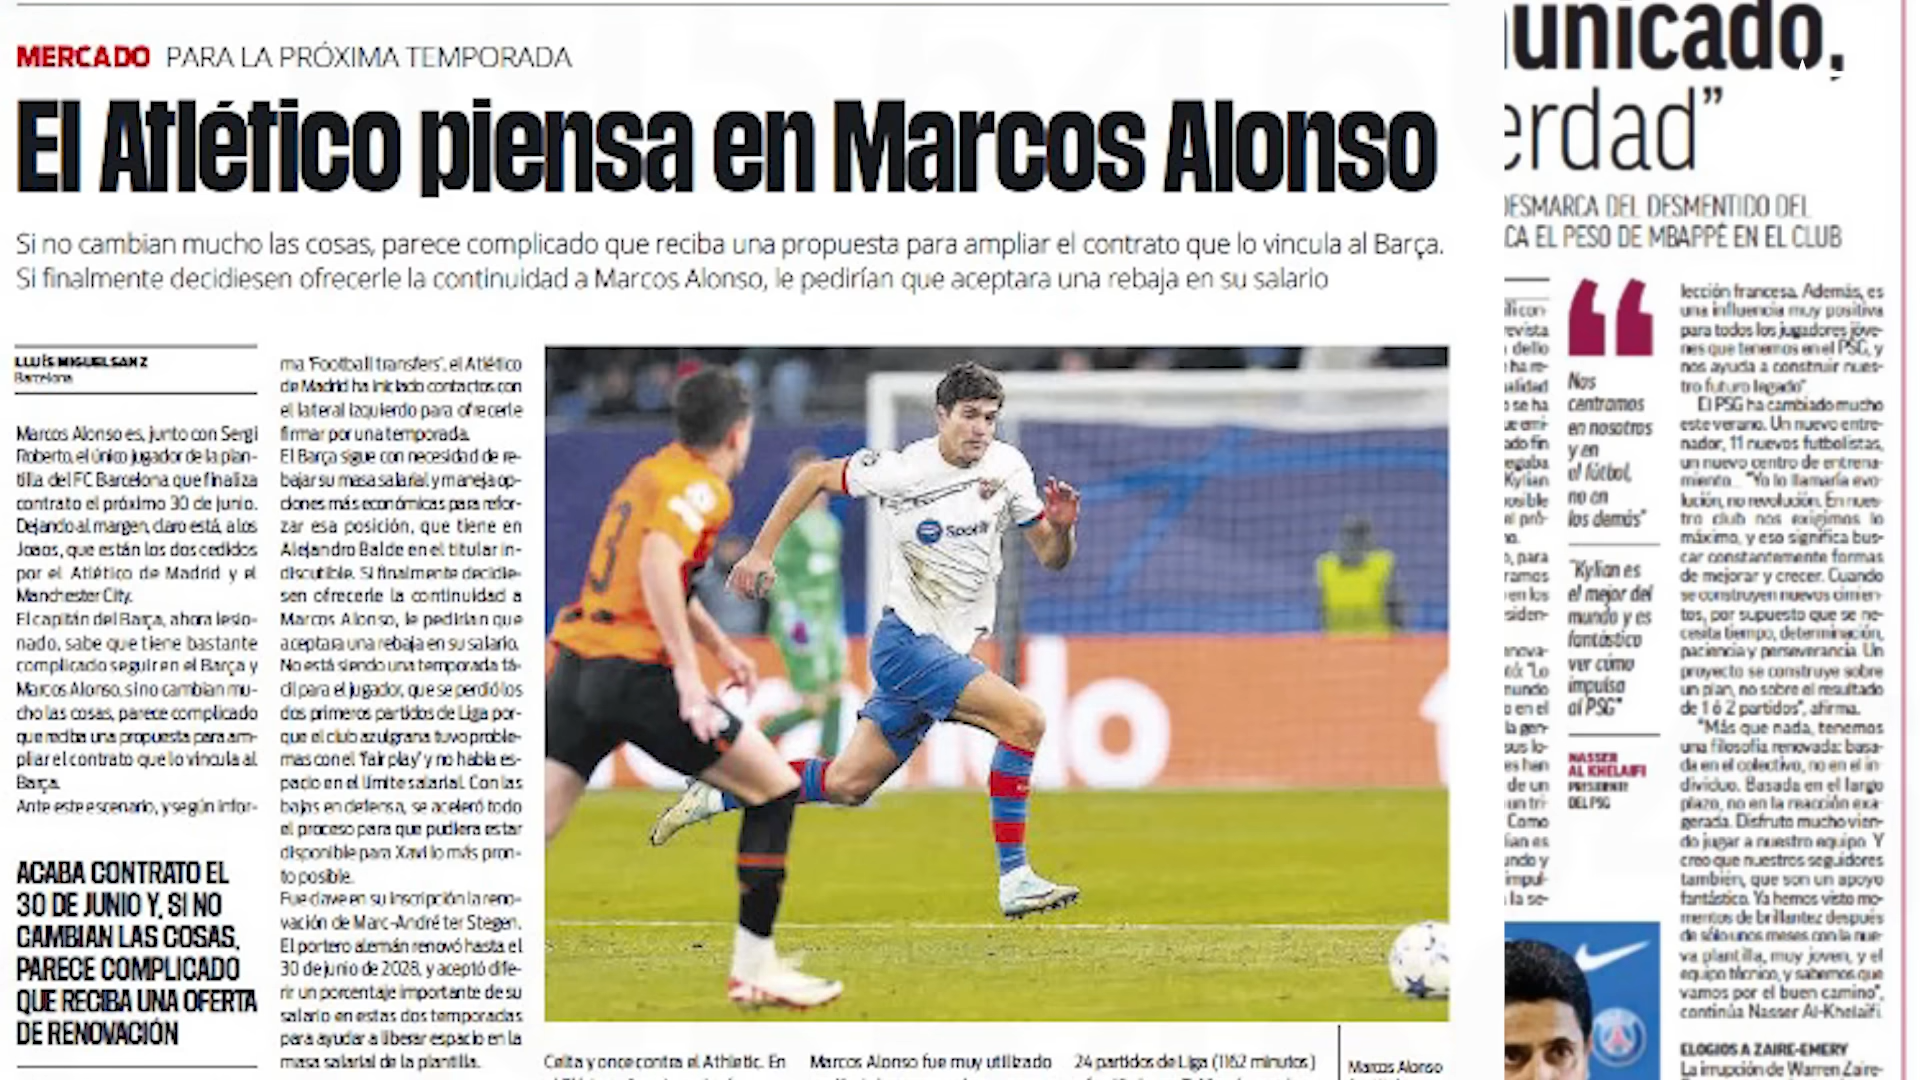 MERCADO PARA LA PRÓXIMA TEMPORADA
El Atlético piensa en Marcos Alonso
Si no cambian mucho las cosas, parece complicado que reciba una propuesta para ampliar el contrato que lo vincula al Barça.
Si finalmente decidiesen ofrecerle la continuidad a Marcos Alonso, le pedirían que aceptara una rebaja en su salario
LLUÍS MIGUELSANZ
Barcelona
Marcos Alonso es, junto con Sergi
Roberto, el único jugador de la plan-
tilla del FC Barcelona que finaliza
contrato el próximo 30 de junio.
Dejando al margen, claro está, a los
Joaos, que están los dos cedidos
por el Atlético de Madrid y el
Manchester City.
El capitán del Barça, ahora lesio-
nado, sabe que tiene bastante
complicado seguir en el Barça y
Marcos Alonso, si no cambian mu-
cho las cosas, parece complicado
que reciba una propuesta para am-
pliar el contrato que lo vincula al
Barça.
Ante este escenario, y según infor-
ACABA CONTRATO EL
30 DE JUNIO Y, SI NO
CAMBIAN LAS COSAS,
PARECE COMPLICADO
QUE RECIBA UNA OFERTA
DE RENOVACIÓN
ma 'Football transfers', el Atlético
de Madrid ha iniciado contactos con
el lateral izquierdo para ofrecerle
firmar por una temporada.
El Barça sigue con necesidad de re-
bajar su masa salarial y maneja op-
ciones más económicas para refor-
zar esa posición, que tiene en
Alejandro Balde en el titular in-
discutible. Si finalmente decidie-
sen ofrecerle la continuidad a
Marcos Alonso, le pedirían que
aceptara una rebaja en su salario.
No está siendo una temporada fá-
cil para el jugador, que se perdió los
dos primeros partidos de Liga por-
que el club azulgrana tuvo proble-
mas con el 'fair play' y no había es-
pacio en el límite salarial. Con las
bajas en defensa, se aceleró todo
el proceso para que pudiera estar
disponible para Xavi lo más pron-
to posible.
Fue clave en su inscripción la reno-
vación de Marc-André ter Stegen.
El portero alemán renovó hasta el
30 de junio de 2028, y aceptó dife-
rir un porcentaje importante de su
salario en estas dos temporadas
para ayudar a liberar espacio en la
masa salarial de la plantilla.
3
Spotify
Celta y once contra el Athletic. En
Marcos Alonso fue muy utilizado
24 partidos de Liga (1162 minutos)
Marcos Alonso
unicado,
erdad”
DESMARCA DEL DESMENTIDO DEL
CA EL PESO DE MBAPPÉ EN EL CLUB
“
Nos
centramos
en nosotros
y en
el fútbol,
no en
los demás”
“Kylian es
el mejor del
mundo y es
fantástico
ver cómo
impulsa
al PSG”
NASSER
AL KHELAIFI
PRESIDENTE
DEL PSG
lección francesa. Además, es
una influencia muy positiva
para todos los jugadores jóve-
nes que tenemos en el PSG, y
nos ayuda a construir nues-
tro futuro legado”.
El PSG ha cambiado mucho
este verano. Un nuevo entre-
nador, 11 nuevos futbolistas,
un nuevo centro de entrena-
miento... “Yo lo llamaría evo-
lución, no revolución. En nues-
tro club nos exigimos lo
máximo, y eso significa bus-
car constantemente formas
de mejorar y crecer. Cuando
se construyen nuevos cimien-
tos, por supuesto que se ne-
cesita tiempo, determinación,
paciencia y perseverancia. Un
proyecto se construye sobre
un plan, no sobre el resultado
de 1 ó 2 partidos”, afirma.
“Más que nada, tenemos
una filosofía renovada: basa-
da en el colectivo, no en el in-
dividuo. Basada en el largo
plazo, no en la reacción exa-
gerada. Disfruto mucho vien-
do jugar a nuestro equipo. Y
creo que nuestros seguidores
también, que son un apoyo
fantástico. Ya hemos visto mo-
mentos de brillantez después
de sólo unos meses con la nue-
va plantilla, muy joven, y el
equipo técnico, y sabemos que
vamos por el buen camino”,
continúa Nasser Al-Khelaifi.
ELOGIOS A ZAIRE-EMERY
La irrupción de Warren Zaire-